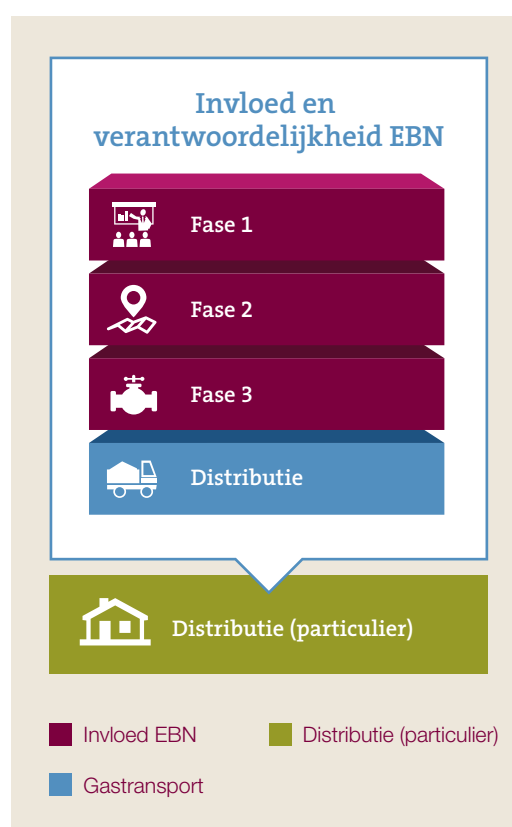 Invloed en
verantwoordelijkheid EBN
Fase 1
Fase 2
Fase 3
Distributie
Distributie (particulier)
Invloed EBN
Distributie (particulier)
Gastransport